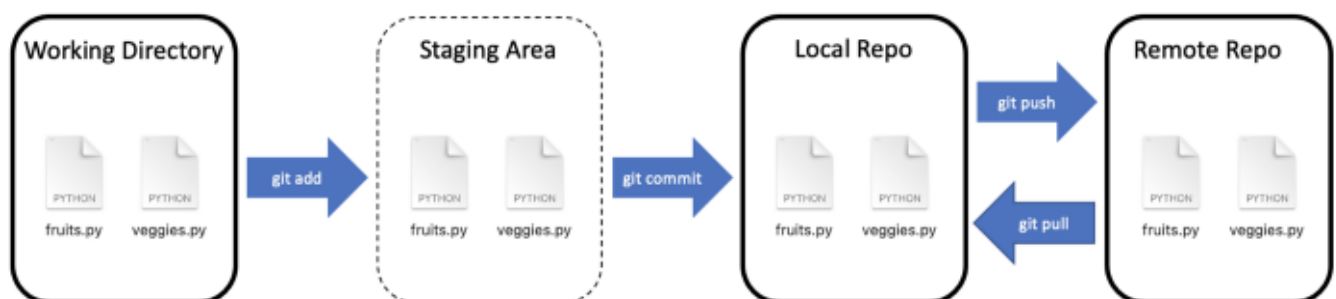 Working Directory
PYTHON
PYTHON
fruits.py
veggies.py
git add
Staging Area
PYTHON
PYTHON
fruits.py
veggies.py
git commit
Local Repo
PYTHON
PYTHON
fruits.py
veggies.py
git push
git pull
Remote Repo
PYTHON
PYTHON
fruits.py
veggies.py